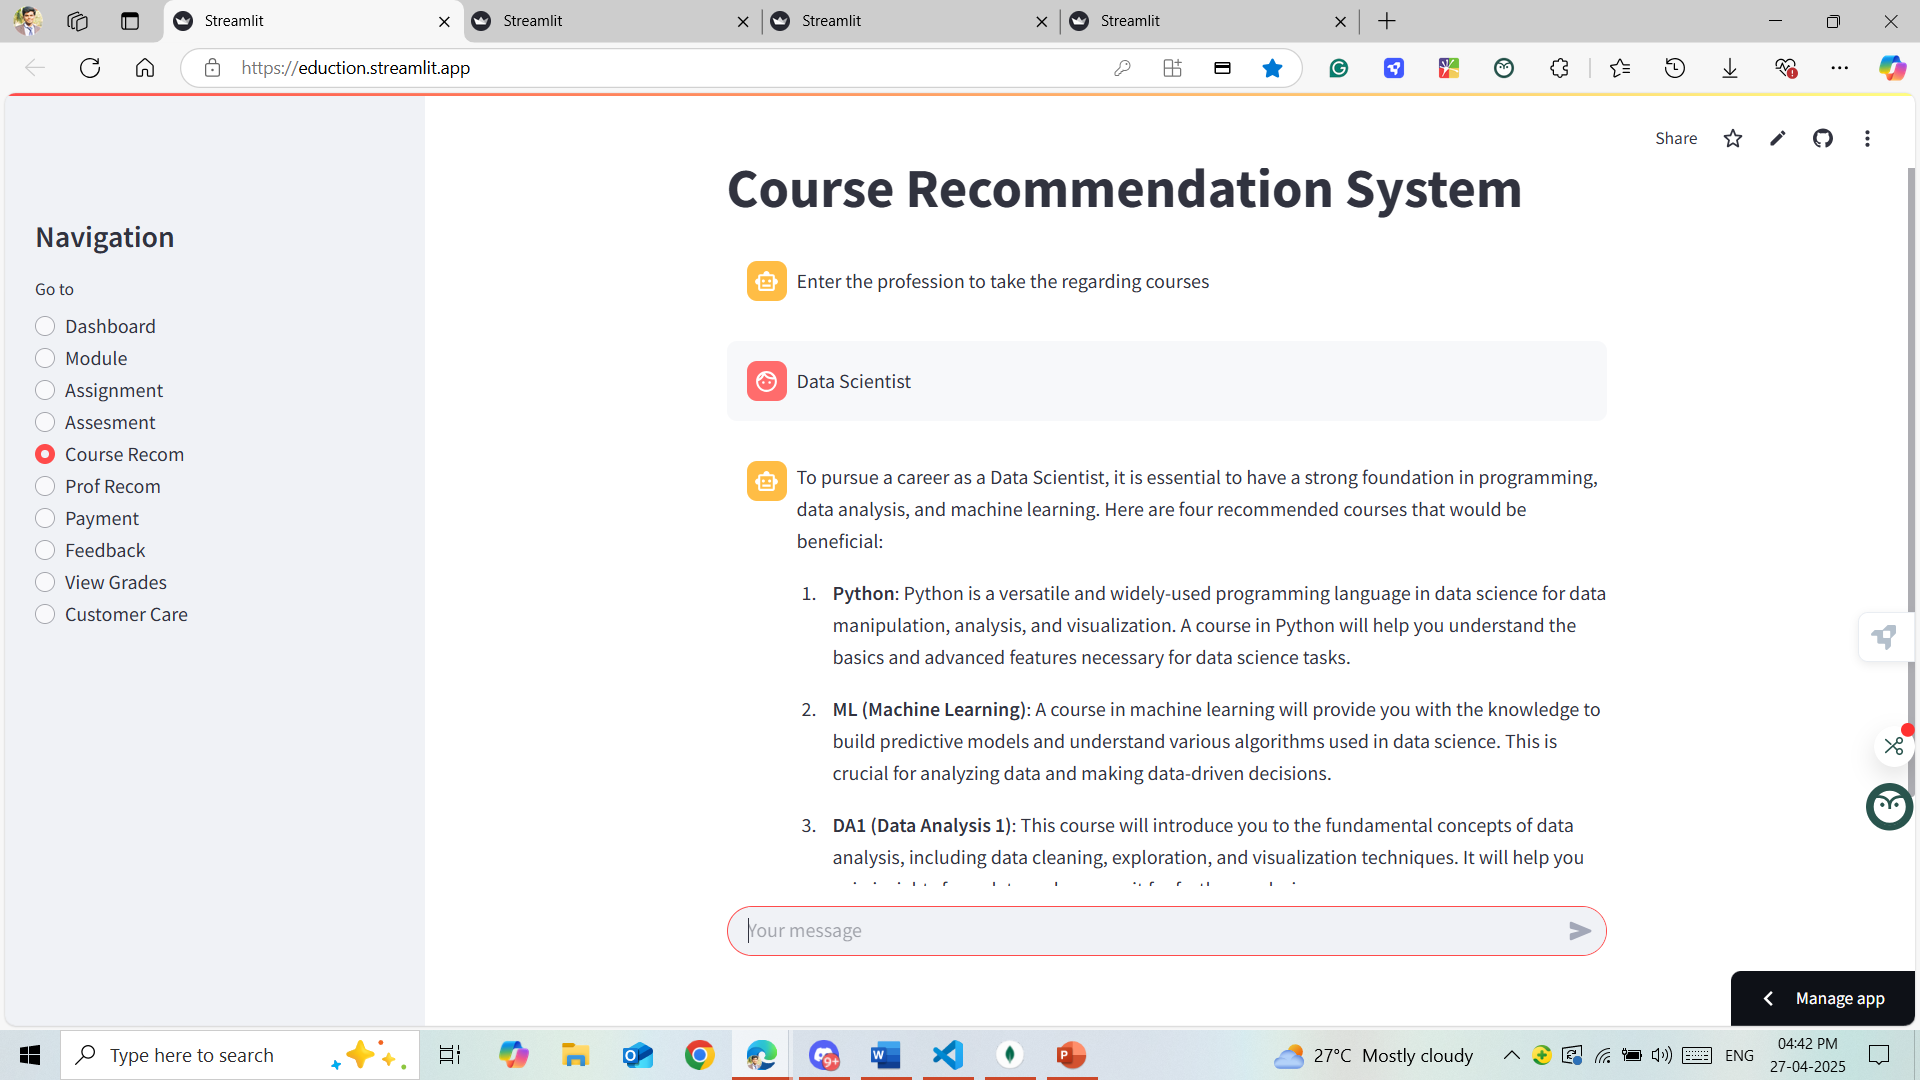 Streamlit
Streamlit
Streamlit
Streamlit
https://eduction.streamlit.app
Share
Course Recommendation System
Navigation
Go to
Dashboard
Module
Assignment
Assesment
Course Recom
Prof Recom
Payment
Feedback
View Grades
Customer Care
Enter the profession to take the regarding courses
Data Scientist
To pursue a career as a Data Scientist, it is essential to have a strong foundation in programming,
data analysis, and machine learning. Here are four recommended courses that would be
beneficial:
1. Python: Python is a versatile and widely-used programming language in data science for data
manipulation, analysis, and visualization. A course in Python will help you understand the
basics and advanced features necessary for data science tasks.
2. ML (Machine Learning): A course in machine learning will provide you with the knowledge to
build predictive models and understand various algorithms used in data science. This is
crucial for analyzing data and making data-driven decisions.
3. DA1 (Data Analysis 1): This course will introduce you to the fundamental concepts of data
analysis, including data cleaning, exploration, and visualization techniques. It will help you
Your message
Manage app
Type here to search
9+
27°C Mostly cloudy
ENG
04:42 PM
27-04-2025